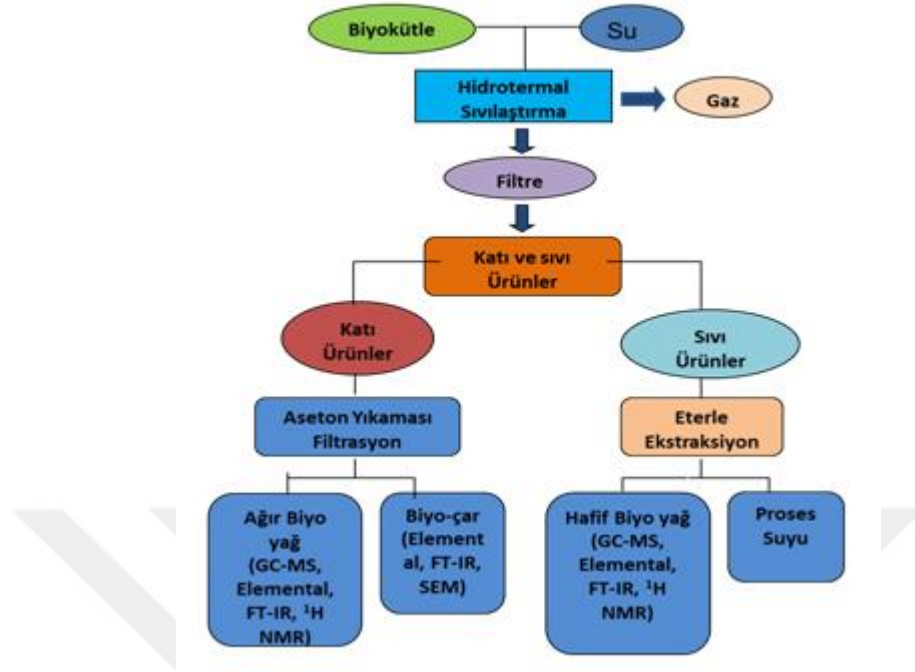 Biyokütle
Su
Hidrotermal
Sıvılaştırma
Gaz
Filtre
Katı ve sıvı
Ürünler
Katı
Ürünler
Sıvı
Ürünler
Aseton Yıkaması
Filtrasyon
Eterle
Ekstraksiyon
Ağır Biyo
yağ
(GC-MS,
Elemental,
FT-IR, ¹H
NMR)
Biyo-çar
(Element
al, FT-IR,
SEM)
Hafif Biyo yağ
(GC-MS,
Elemental,
FT-IR, ¹H
NMR)
Proses
Suyu